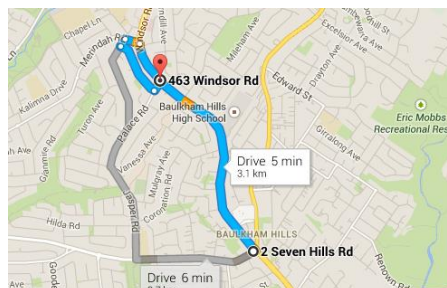 Chapel Ln
Merindah Rd
Windsor Rd
463 Windsor Rd
Mileham Ave
Excelsior Ave
Drayton Ave
Edward St
Kalimna Drive
Turon Ave
Palace Rd
Baulkham Hills
High School
Eric Mobbs
Recreational Res
Girralong Ave
Vanessa Ave
Mulgray Ave
Coronation Rd
Jasper Rd
Drive 5 min
3.1 km
Renown Rd
Hilda Rd
BAULKHAM HILLS
2 Seven Hills Rd
Drive 6 min